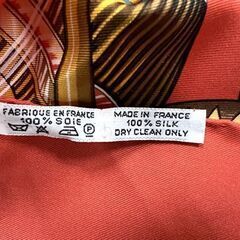 FABRIQUE EN FRANCE
100% SOIE
MADE IN FRANCE
100% SILK
DRY CLEAN ONLY